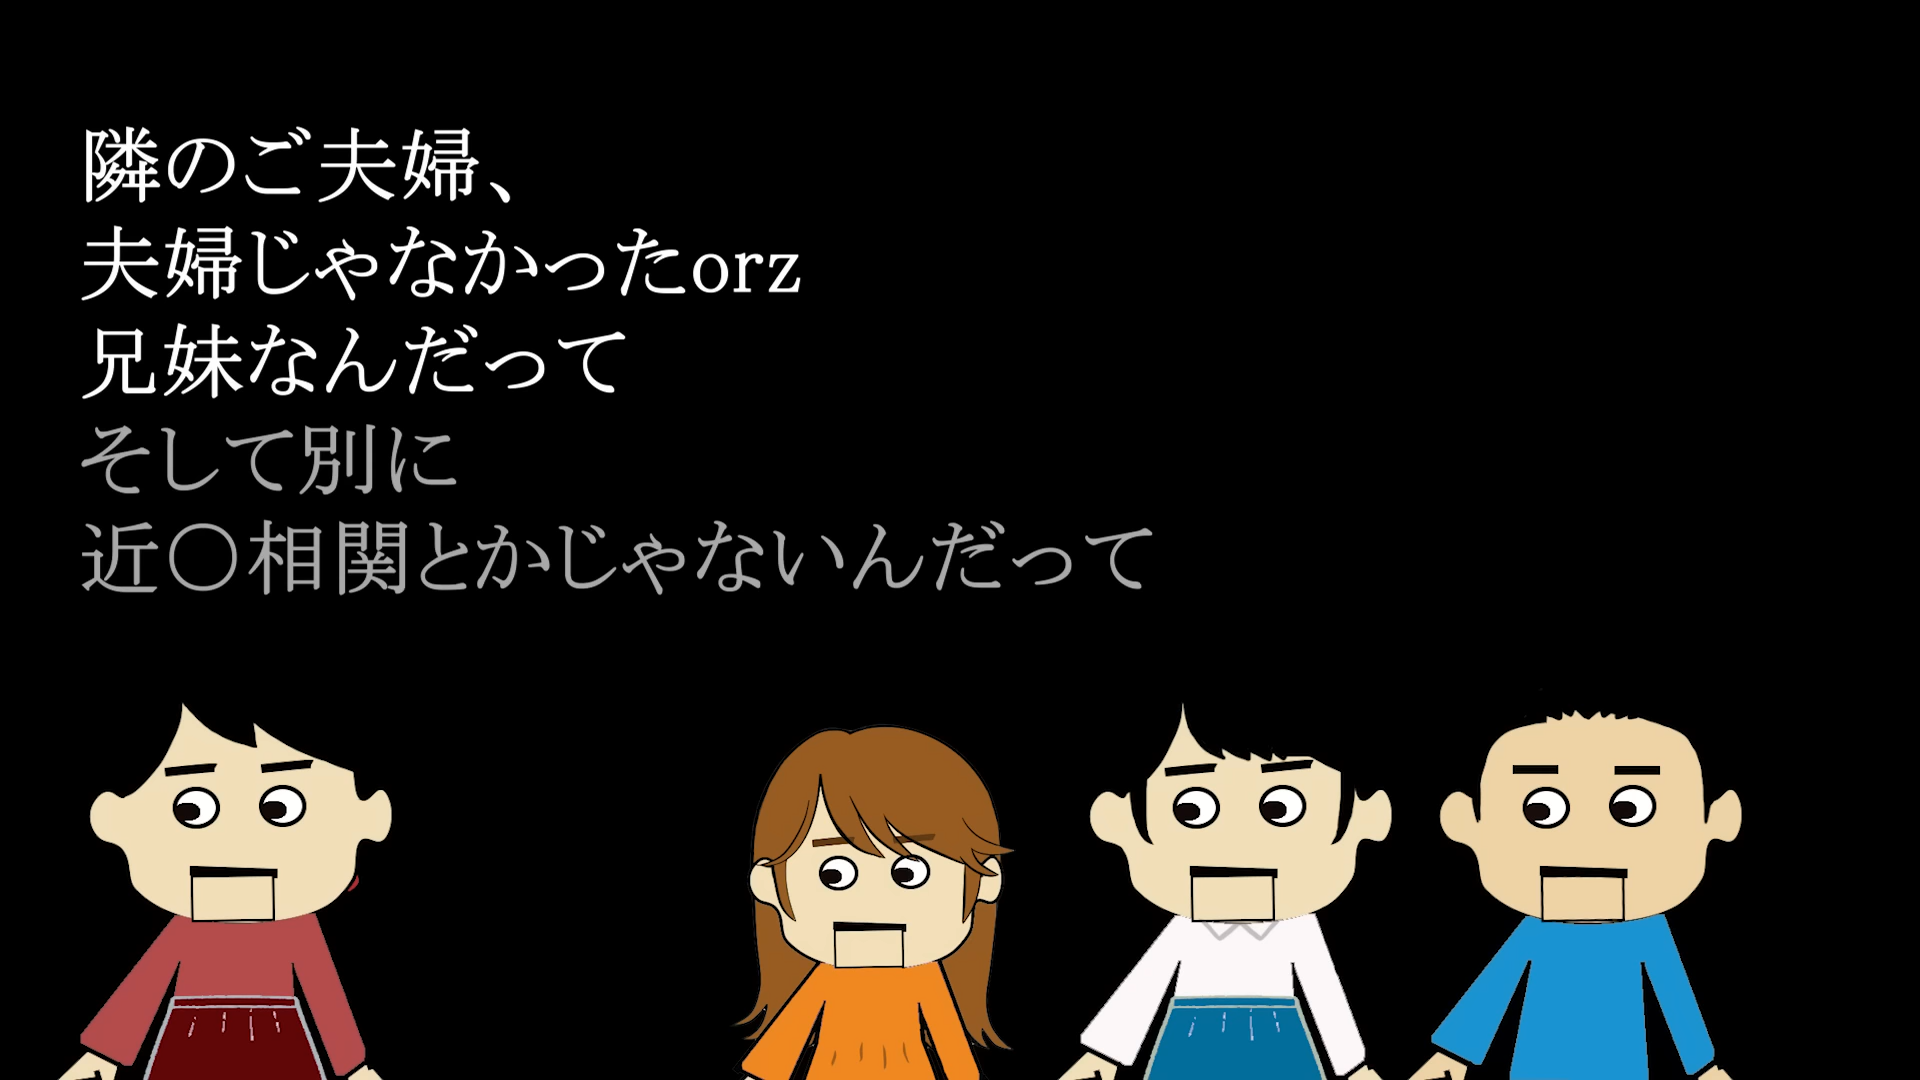 隣のご夫婦、
夫婦じゃなかったorz
兄妹なんだって
そして別に
近〇相関とかじゃないんだって